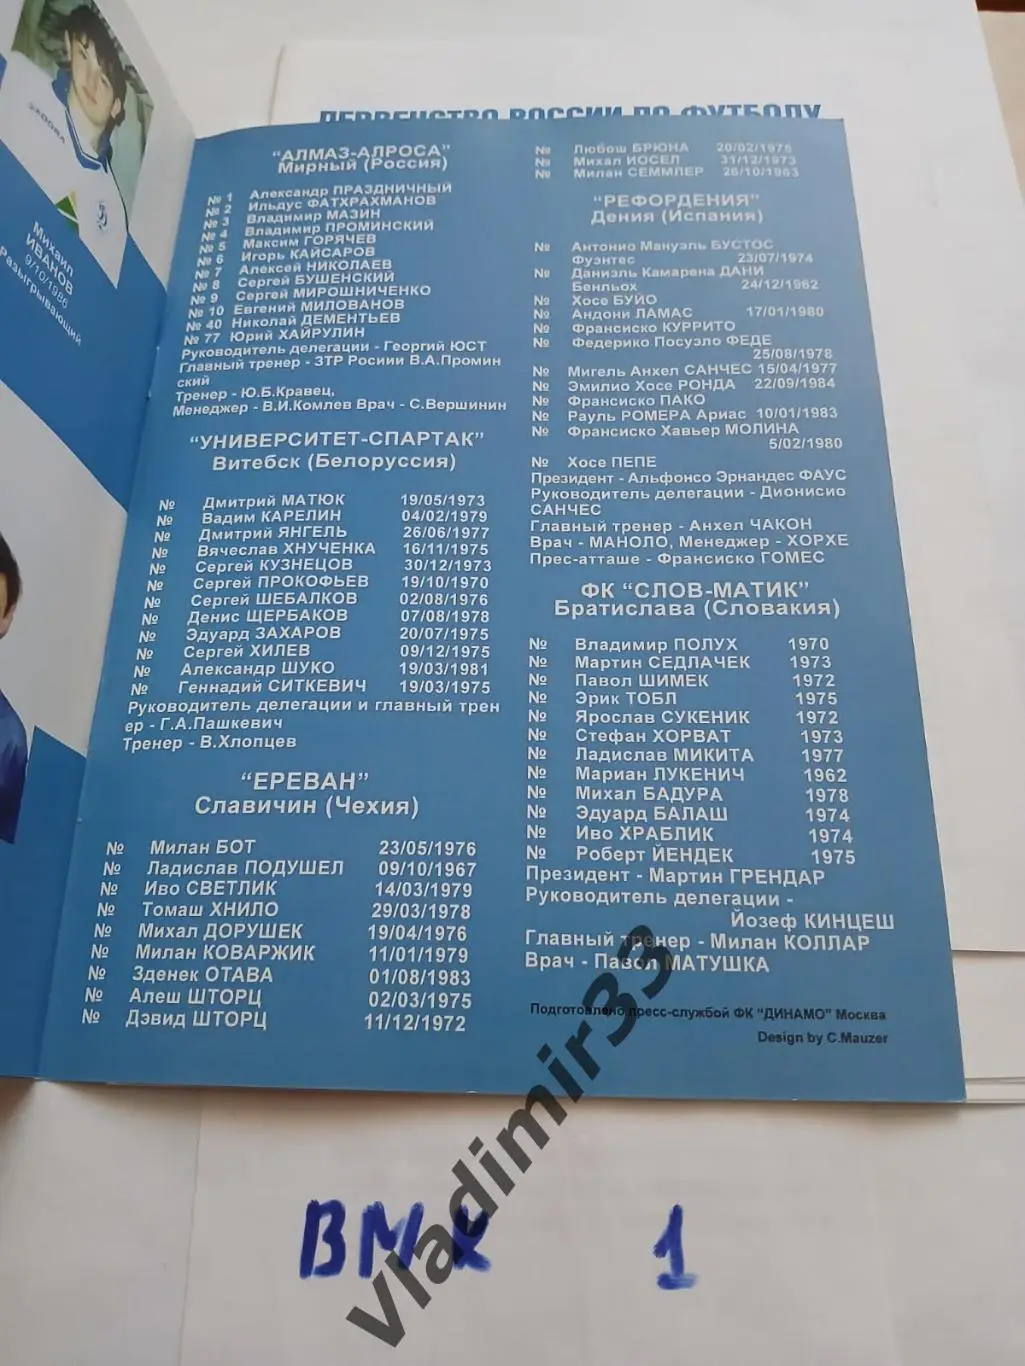 SKDORA
Михаил
ИВАНОВ
9/10/1986
Разыгрывающий
ПЕРВЕНСТВО РОССИИ ПО ФУТБОЛУ
"АЛМАЗ-АЛРОСА"
Мирный (Россия)
№ 1 Александр ПРАЗДНИЧНЫЙ
№ 2 Ильдус ФАТХРАХМАНОВ
№ 3 Владимир МАЗИН
№ 4 Владимир ПРОМИНСКИЙ
№ 5 Максим ГОРЯЧЕВ
№ 6 Игорь КАЙСАРОВ
№ 7 Алексей НИКОЛАЕВ
№ 8 Сергей БУШЕНСКИЙ
№ 9 Сергей МИРОШНИЧЕНКО
№ 10 Евгений МИЛОВАНОВ
№ 40 Николай ДЕМЕНТЬЕВ
№ 77 Юрий ХАЙРУЛИН
Руководитель делегации - Георгий ЮСТ
Главный тренер - ЗТР Росиии В.А.Промин
ский
Тренер - Ю.Б.Кравец,
Менеджер - В.И.Комлев Врач - С.Вершинин
"УНИВЕРСИТЕТ-СПАРТАК"
Витебск (Белоруссия)
№ Дмитрий МАТЮК 19/05/1973
№ Вадим КАРЕЛИН 04/02/1979
№ Дмитрий ЯНГЕЛЬ 26/06/1977
№ Вячеслав ХНУЧЕНКА 16/11/1975
№ Сергей КУЗНЕЦОВ 30/12/1973
№ Сергей ПРОКОФЬЕВ 19/10/1970
№ Сергей ШЕБАЛКОВ 02/08/1976
№ Денис ЩЕРБАКОВ 07/08/1978
№ Эдуард ЗАХАРОВ 20/07/1975
№ Сергей ХИЛЕВ 09/12/1975
№ Александр ШУКО 19/03/1981
№ Геннадий СИТКЕВИЧ 19/03/1975
Руководитель делегации и главный трен
ер - Г.А.Пашкевич
Тренер - В.Хлопцев
"ЕРЕВАН"
Славичин (Чехия)
№ Милан БОТ 23/05/1976
№ Ладислав ПОДУШЕЛ 09/10/1967
№ Иво СВЕТЛИК 14/03/1979
№ Томаш ХНИЛО 29/03/1978
№ Михал ДОРУШЕК 19/04/1976
№ Милан КОВАРЖИК 11/01/1979
№ Зденек ОТАВА 01/08/1983
№ Алеш ШТОРЦ 02/03/1975
№ Дэвид ШТОРЦ 11/12/1972
№ Любош БРЮНА 20/02/1975
№ Михал ИОСЕЛ 31/12/1973
№ Милан СЕММЛЕР 26/10/1963
"РЕФОРДЕНИЯ"
Дения (Испания)
№ Антонио Мануэль БУСТОС
Фуэнтес 23/07/1974
№ Даниэль Камарена ДАНИ
Бенльох 24/12/1962
№ Хосе БУЙО
№ Андони ЛАМАС 17/01/1980
№ Франсиско КУРРИТО
№ Федерико Посуэло ФЕДЕ
25/08/1978
№ Мигель Анхел САНЧЕС 15/04/1977
№ Эмилио Хосе РОНДА 22/09/1984
№ Франсиско ПАКО
№ Рауль РОМЕРА Ариас 10/01/1983
№ Франсиско Хавьер МОЛИНА
5/02/1980
№ Хосе ПЕПЕ
Президент - Альфонсо Эрнандес ФАУС
Руководитель делегации - Дионисио
САНЧЕС
Главный тренер - Анхел ЧАКОН
Врач - МАНОЛО, Менеджер - ХОРХЕ
Прес-атташе - Франсиско ГОМЕС
ФК "СЛОВ-МАТИК"
Братислава (Словакия)
№ Владимир ПОЛУХ 1970
№ Мартин СЕДЛАЧЕК 1973
№ Павол ШИМЕК 1972
№ Эрик ТОБЛ 1975
№ Ярослав СУКЕНИК 1972
№ Стефан ХОРВАТ 1973
№ Ладислав МИКИТА 1977
№ Мариан ЛУКЕНИЧ 1962
№ Михал БАДУРА 1978
№ Эдуард БАЛАШ 1974
№ Иво ХРАБЛИК 1974
№ Роберт ЙЕНДЕК 1975
Президент - Мартин ГРЕНДАР
Руководитель делегации -
Йозеф КИНЦЕШ
Главный тренер - Милан КОЛЛАР
Врач - Павол МАТУШКА
Подготовлено пресс-службой ФК "ДИНАМО" Москва
Design by C.Mauzer
ВМК 1
vladimir33